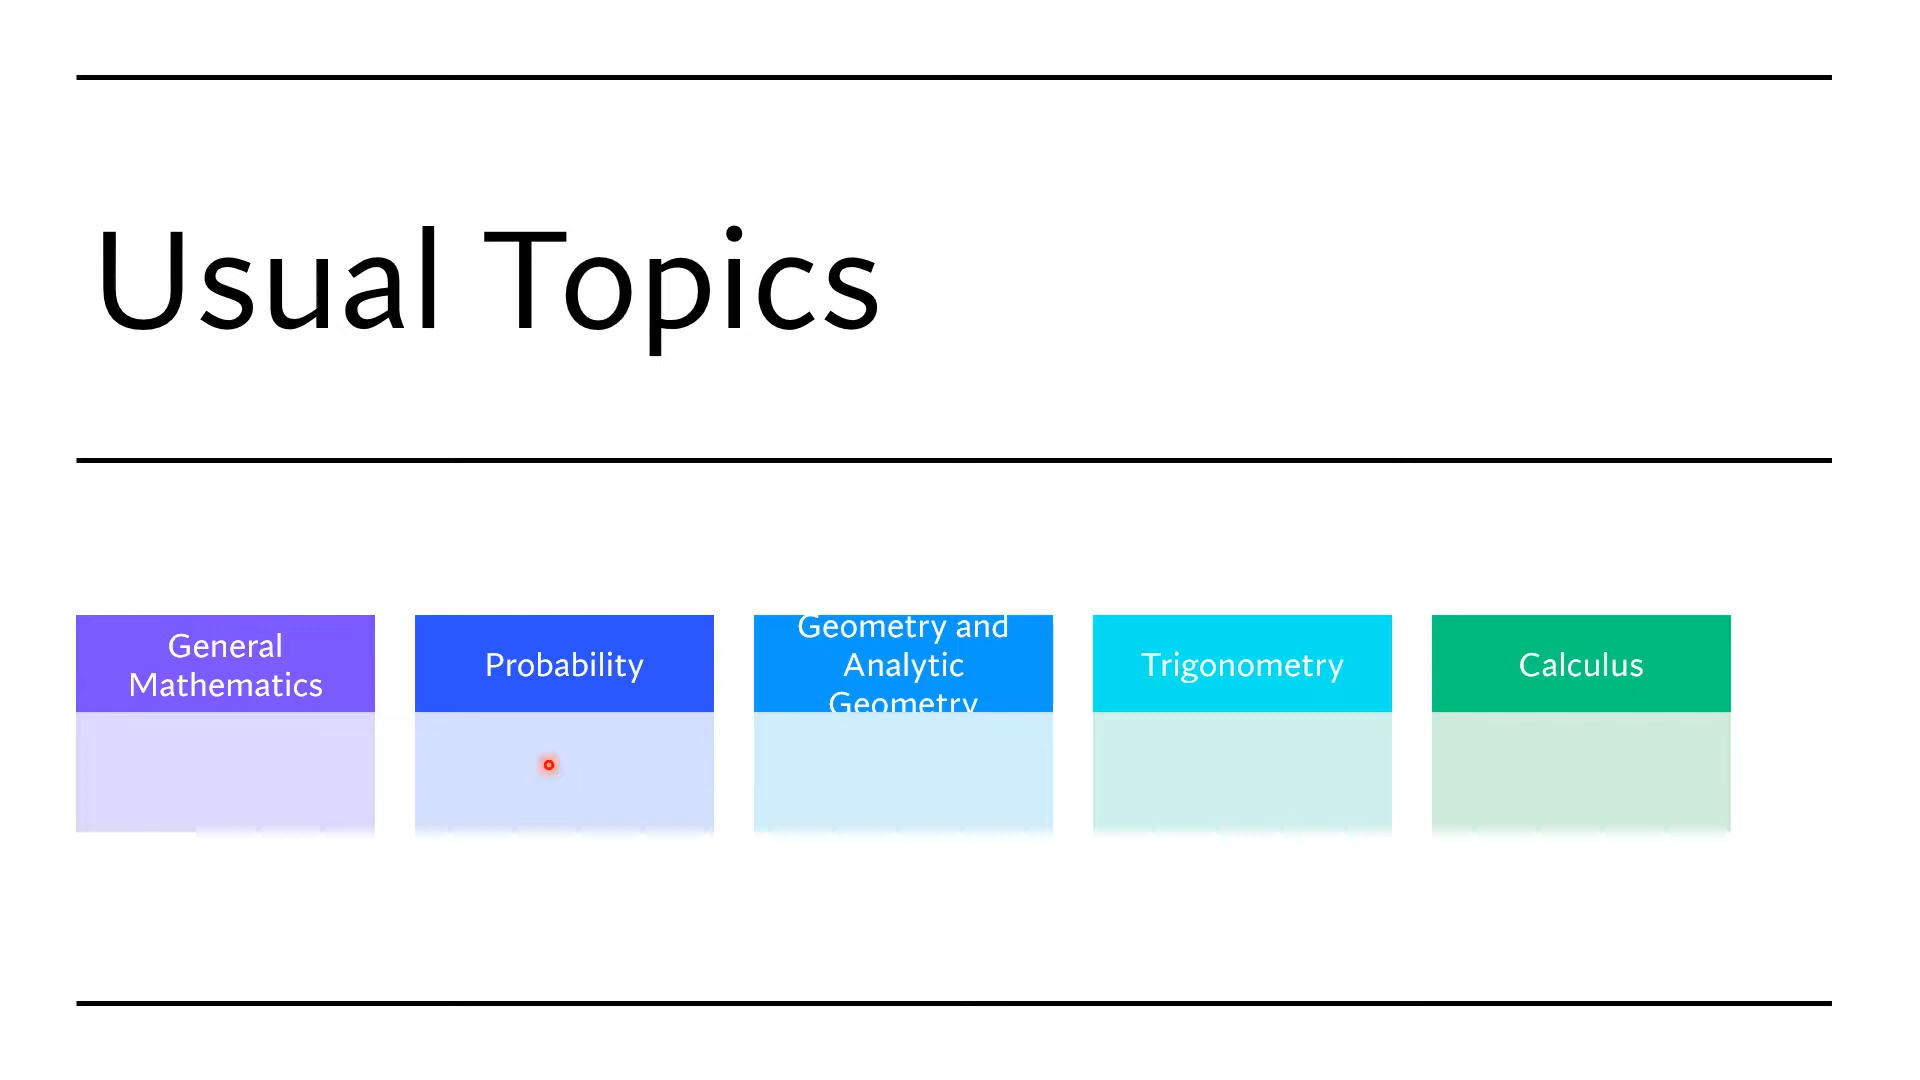 Usual Topics
General
Mathematics
Probability
Geometry and
Analytic
Geometry
Trigonometry
Calculus